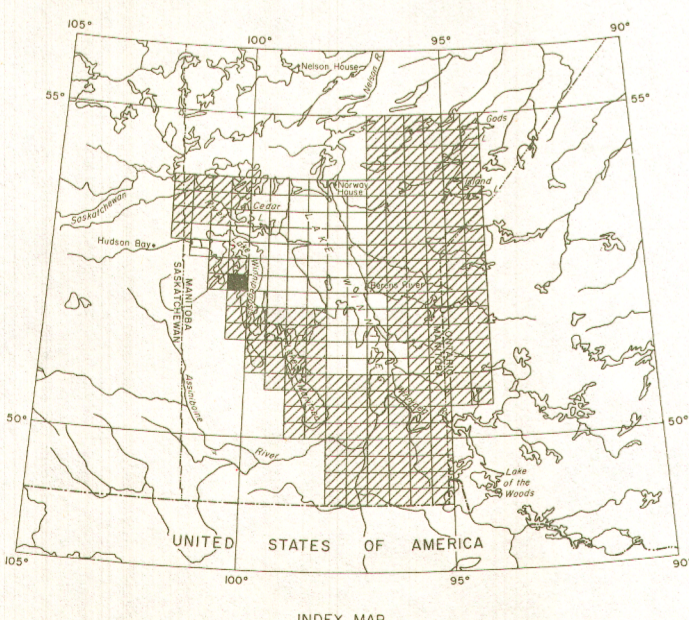 105°
100°
95°
90°
Nelson House
Nelson R.
55°
55°
Gods
L.
Island
L.
Norway
House
Saskatchewan
Cedar
L.
LAKE
Hudson Bay
Berens River
WINNIPEG
MANITOBA
SASKATCHEWAN
ONTARIO
MANITOBA
Assiniboine
River
50°
50°
Lake
of the
Woods
UNITED STATES OF AMERICA
105°
100°
95°
90°
INDEX MAP